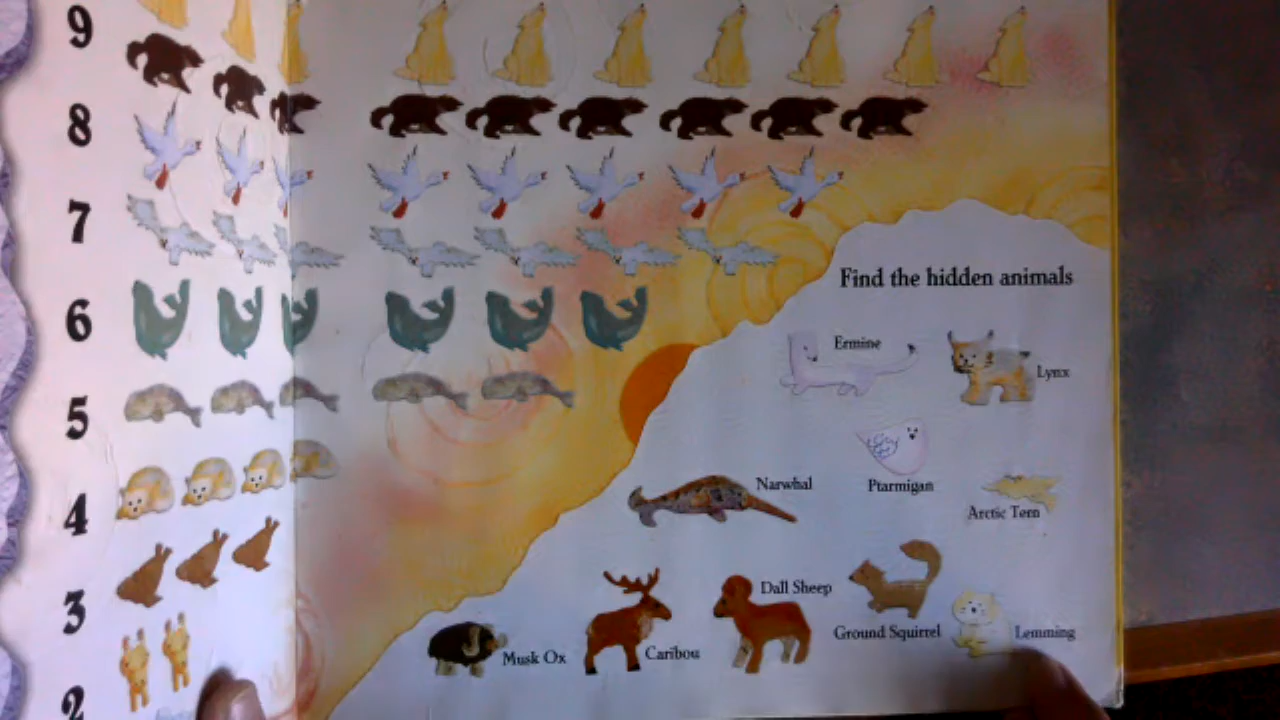 9
8
7
6
5
4
3
2
Find the hidden animals
Ermine
Lynx
Narwhal
Ptarmigan
Arctic Tern
Dall Sheep
Ground Squirrel
Lemming
Musk Ox
Caribou